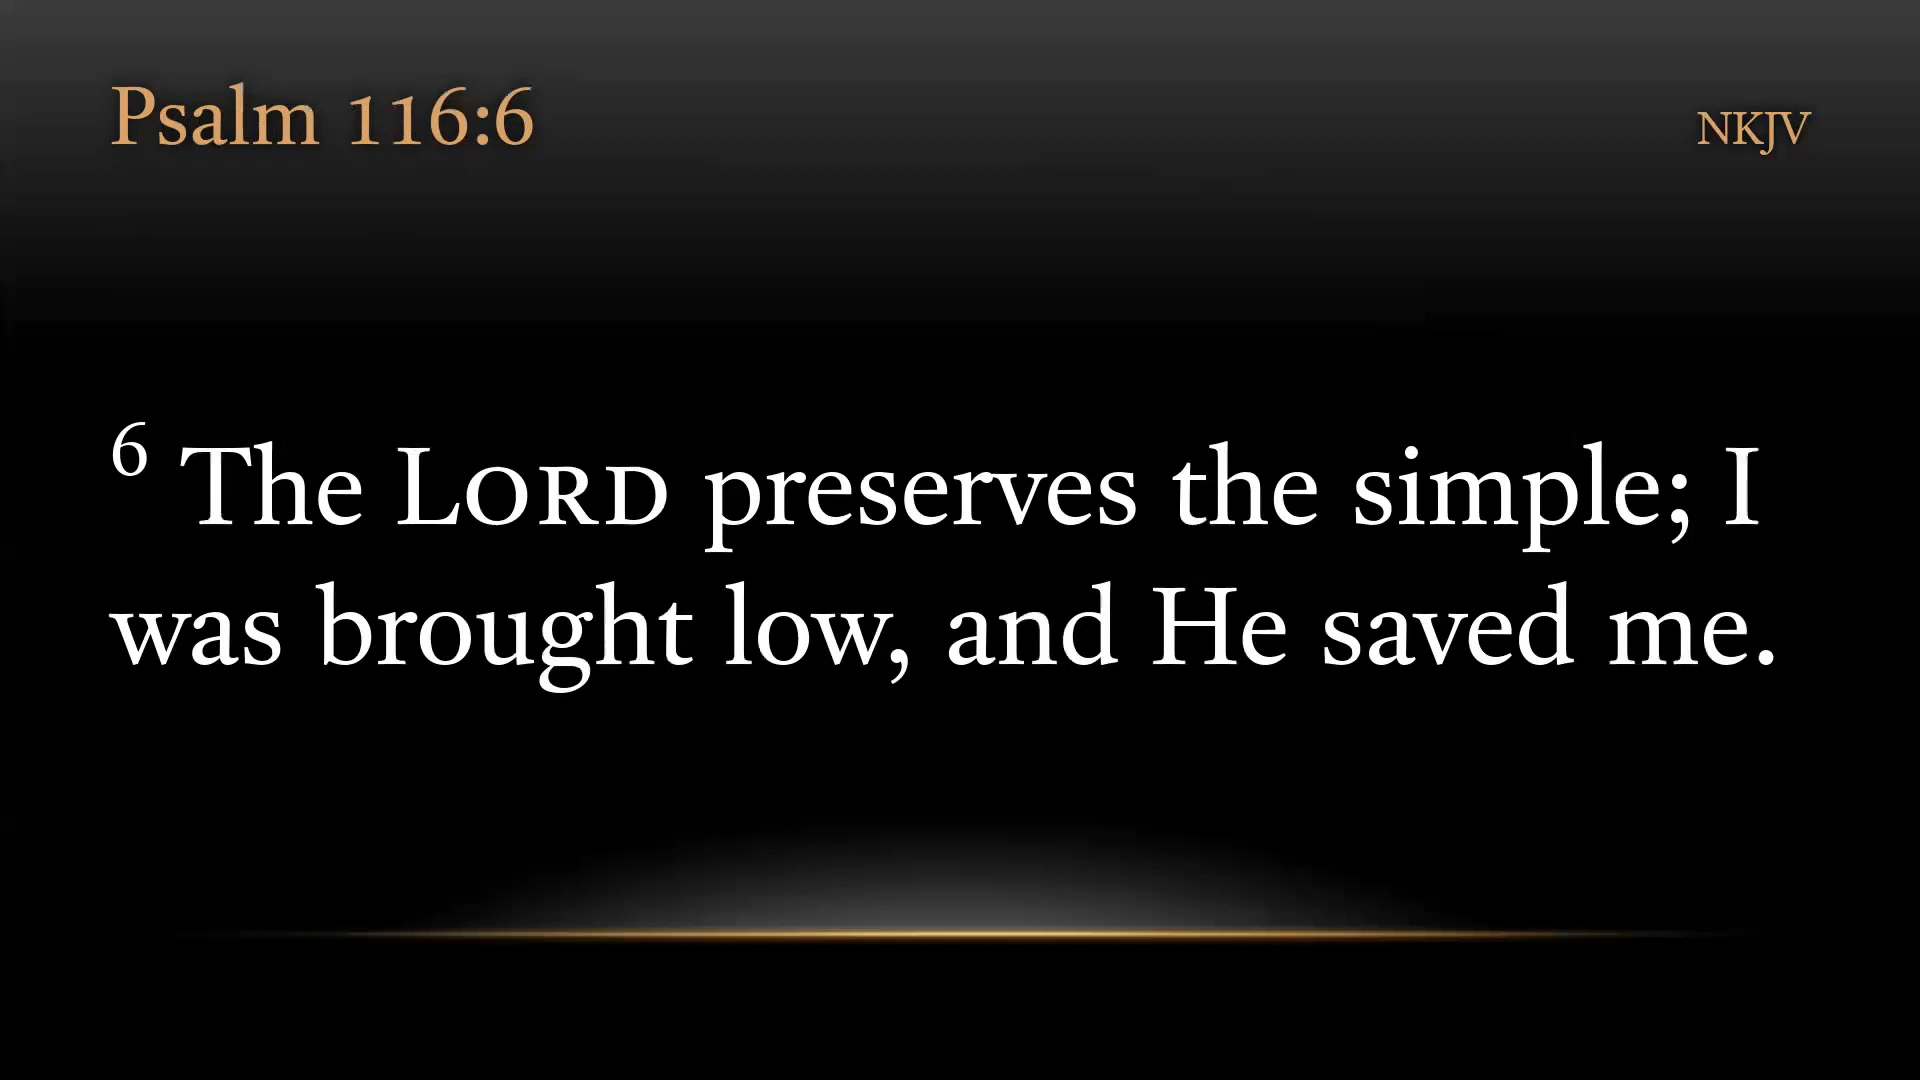 Psalm 116:6
NKJV
6 The LORD preserves the simple; I
was brought low, and He saved me.